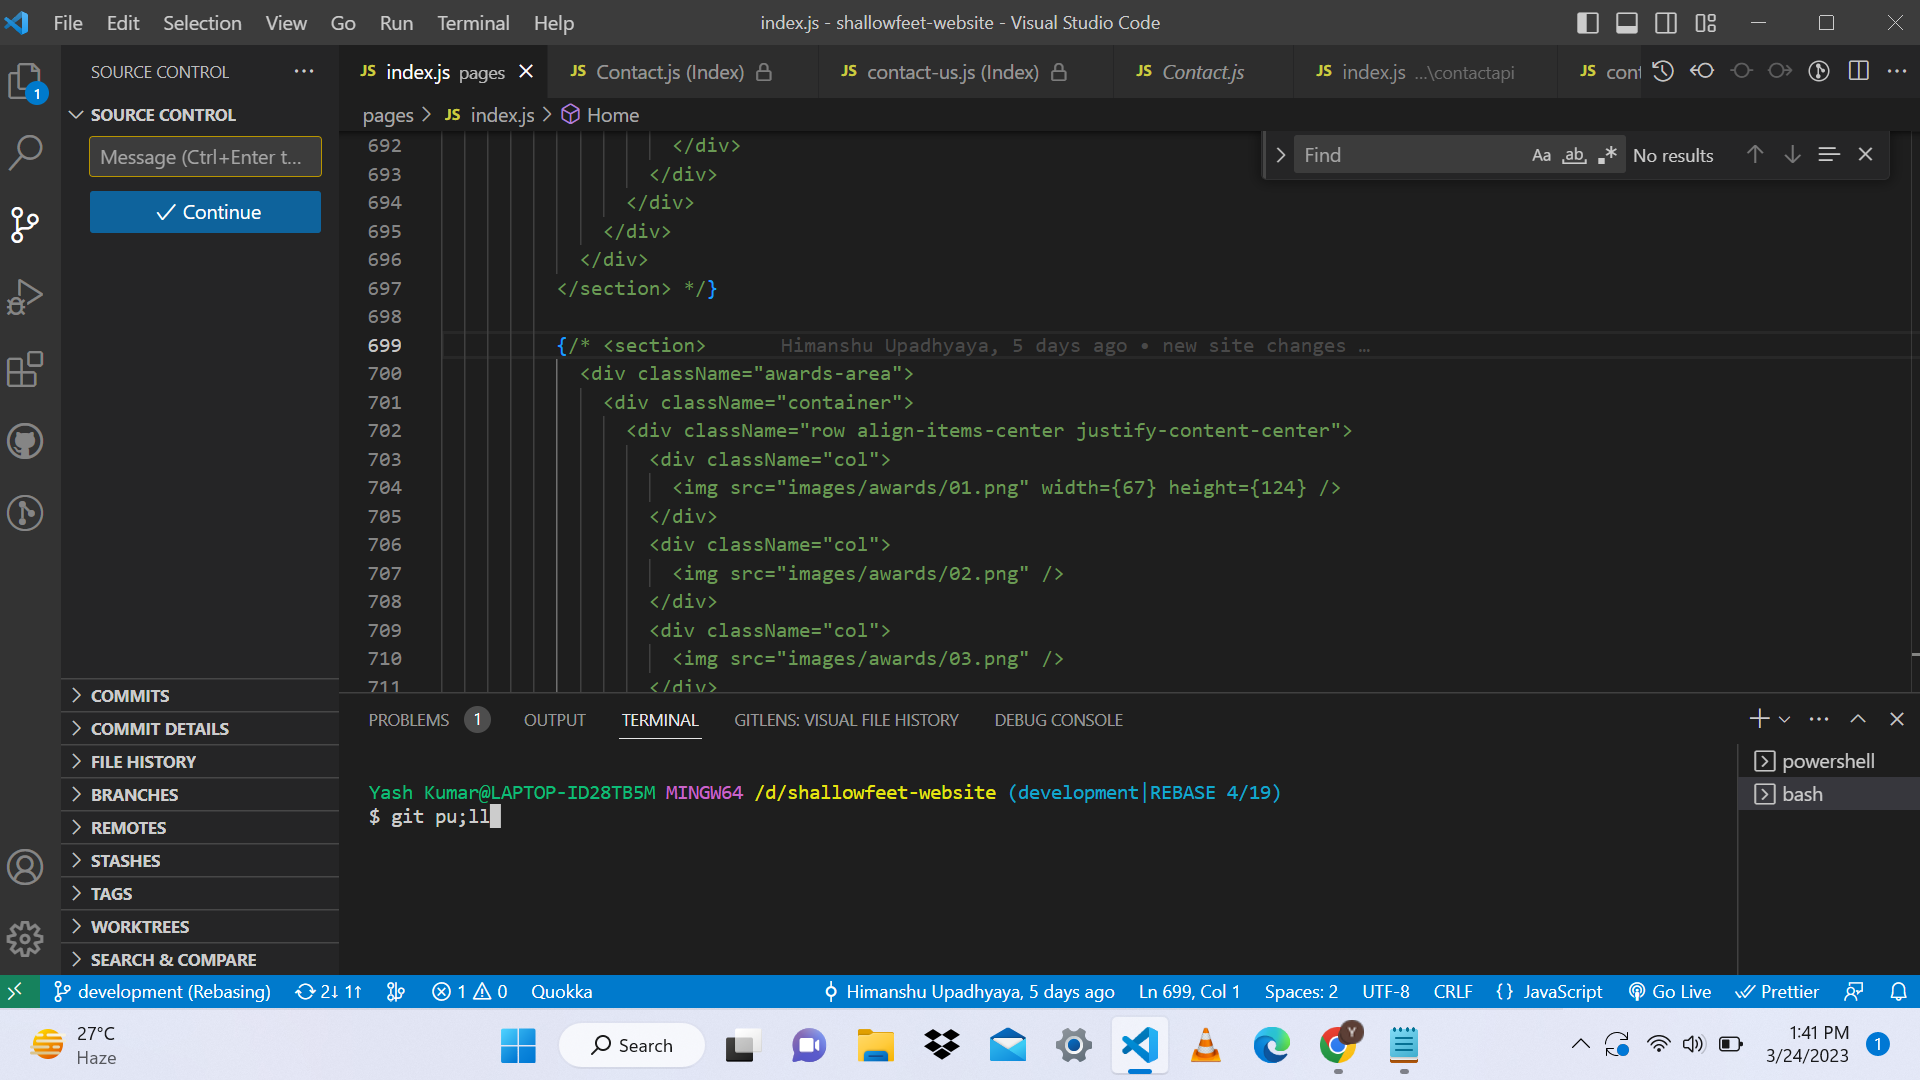 File Edit Selection View Go Run Terminal Help
index.js - shallowfeet-website - Visual Studio Code
SOURCE CONTROL ...
JS index.js pages
JS Contact.js (Index)
JS contact-us.js (Index)
JS Contact.js
JS index.js ...\contactapi
JS cont
1
SOURCE CONTROL
Message (Ctrl+Enter t...
Continue
pages > JS index.js > Home
Find Aa ab No results
692 </div>
693 </div>
694 </div>
695 </div>
696 </div>
697 </section> */}
698
699 {/* <section> Himanshu Upadhyaya, 5 days ago • new site changes …
700 <div className="awards-area">
701 <div className="container">
702 <div className="row align-items-center justify-content-center">
703 <div className="col">
704 <img src="images/awards/01.png" width={67} height={124} />
705 </div>
706 <div className="col">
707 <img src="images/awards/02.png" />
708 </div>
709 <div className="col">
710 <img src="images/awards/03.png" />
711 </div>
COMMITS
COMMIT DETAILS
FILE HISTORY
BRANCHES
REMOTES
STASHES
TAGS
WORKTREES
SEARCH & COMPARE
PROBLEMS 1 OUTPUT TERMINAL GITLENS: VISUAL FILE HISTORY DEBUG CONSOLE
powershell
bash
Yash Kumar@LAPTOP-ID28TB5M MINGW64 /d/shallowfeet-website (development|REBASE 4/19)
$ git pu;ll
development (Rebasing) 2↓ 1↑ 1 0 Quokka Himanshu Upadhyaya, 5 days ago Ln 699, Col 1 Spaces: 2 UTF-8 CRLF {} JavaScript Go Live Prettier
27°C
Haze
Search
Y
1:41 PM
3/24/2023
1